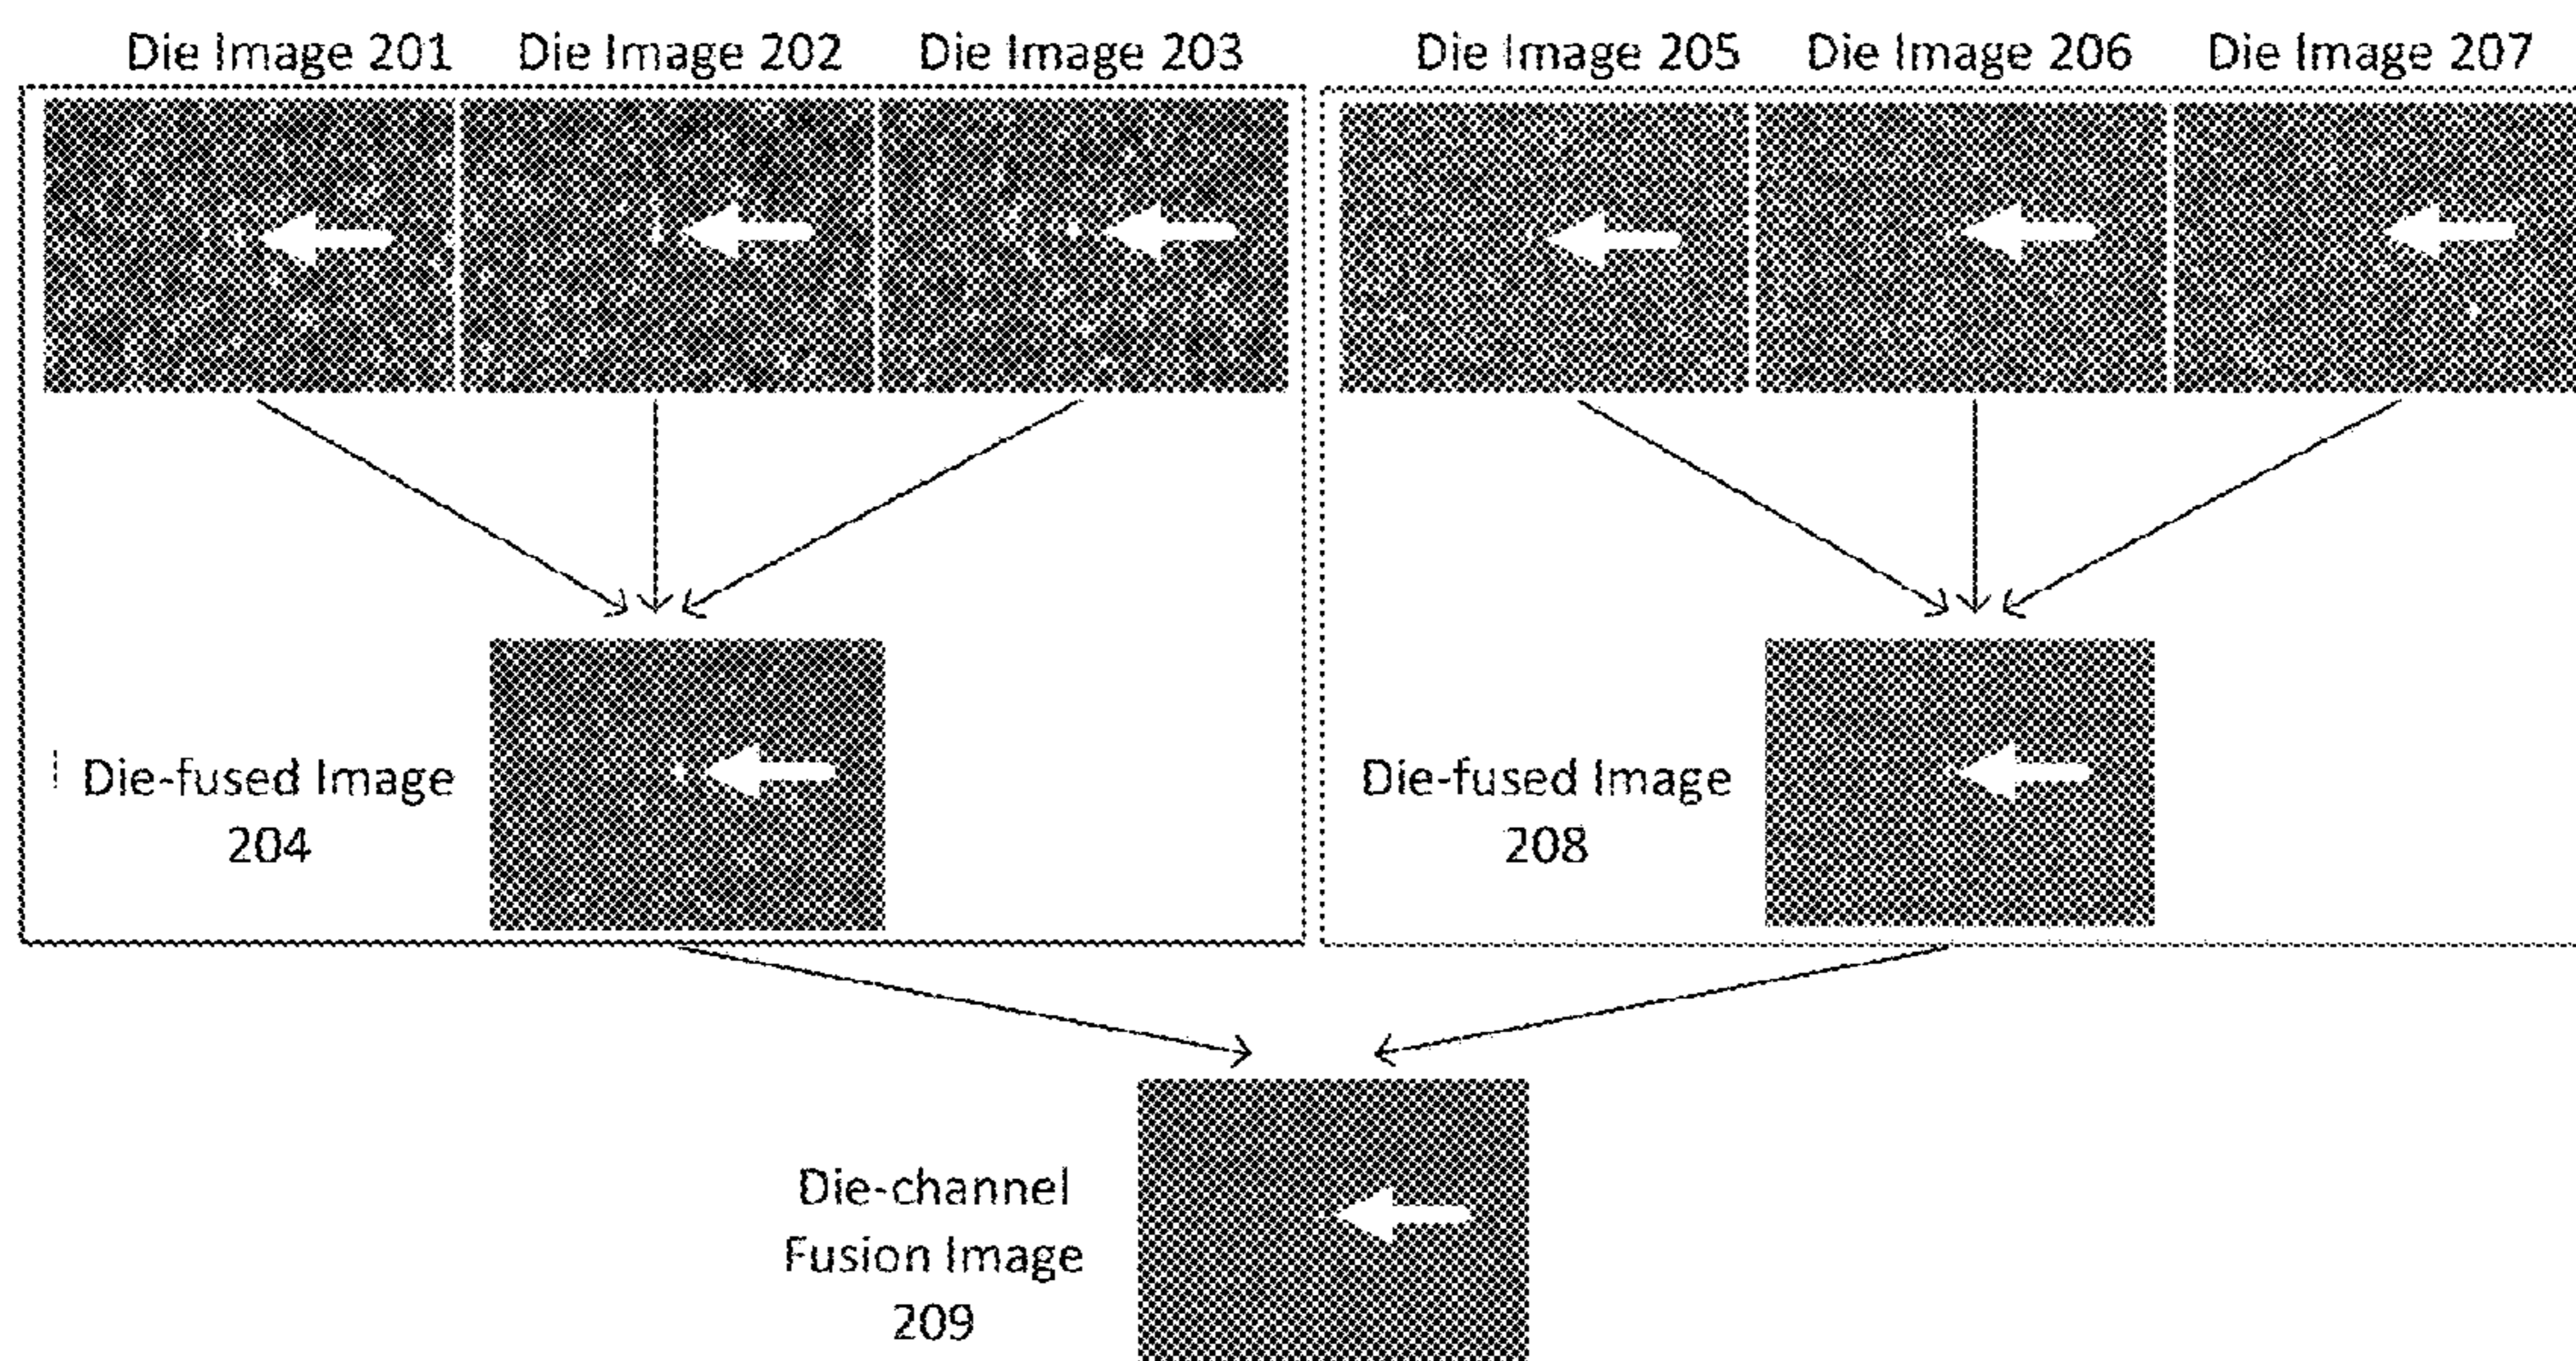 Die Image 201 Die Image 202 Die Image 203 Die Image 205 Die Image 206 Die Image 207
Die-fused Image
204
Die-fused Image
208
Die-channel
Fusion Image
209